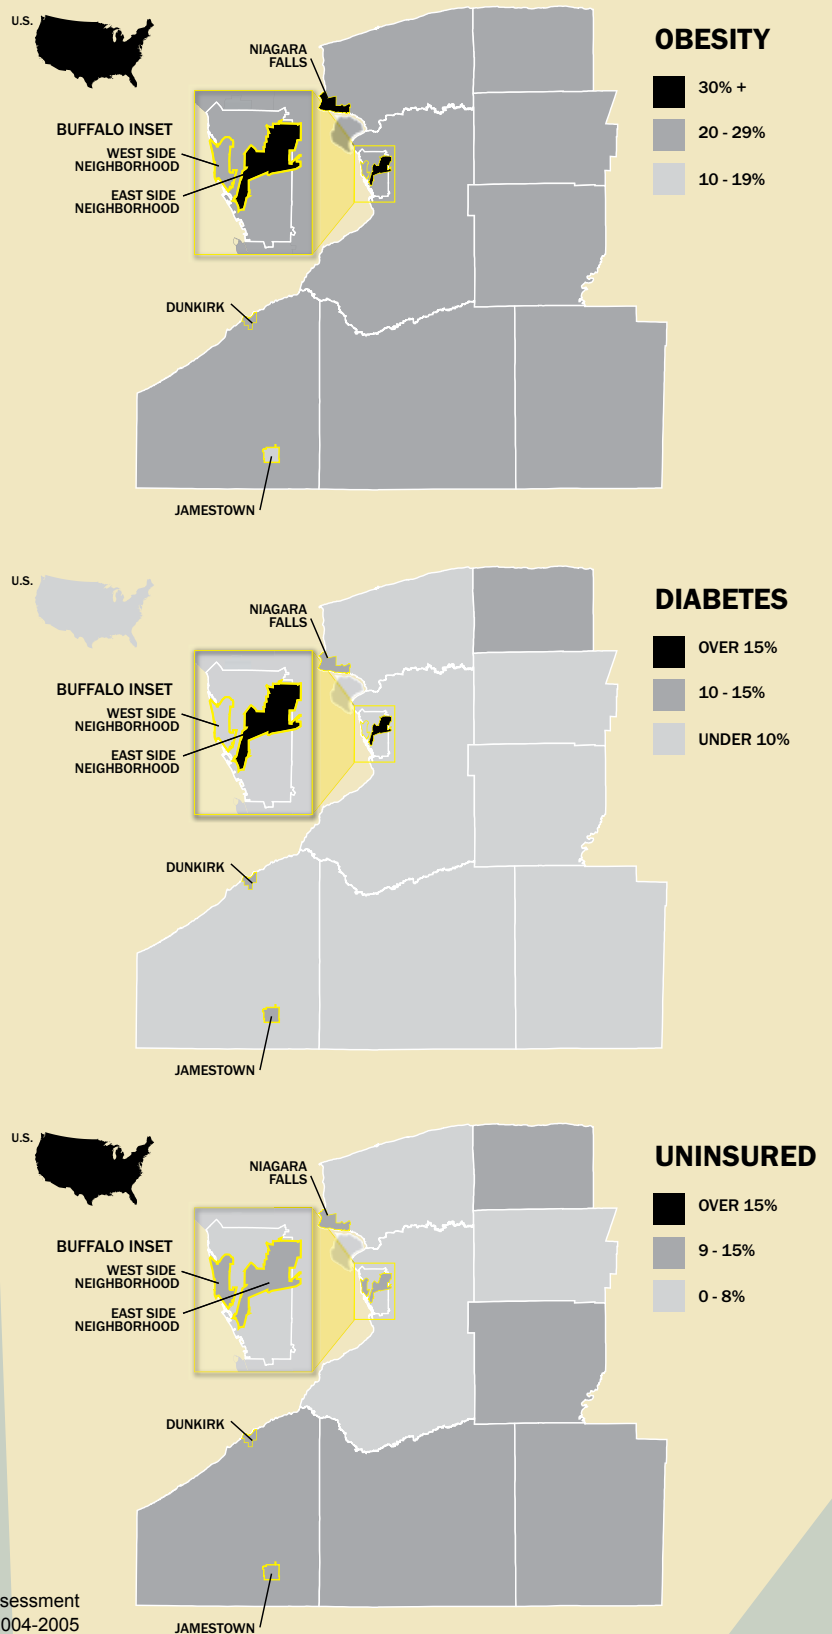 U.S.
OBESITY
30% +
20 - 29%
10 - 19%
NIAGARA
FALLS
BUFFALO INSET
WEST SIDE
NEIGHBORHOOD
EAST SIDE
NEIGHBORHOOD
DUNKIRK
JAMESTOWN
U.S.
DIABETES
OVER 15%
10 - 15%
UNDER 10%
NIAGARA
FALLS
BUFFALO INSET
WEST SIDE
NEIGHBORHOOD
EAST SIDE
NEIGHBORHOOD
DUNKIRK
JAMESTOWN
U.S.
UNINSURED
OVER 15%
9 - 15%
0 - 8%
NIAGARA
FALLS
BUFFALO INSET
WEST SIDE
NEIGHBORHOOD
EAST SIDE
NEIGHBORHOOD
DUNKIRK
JAMESTOWN
sessment
004-2005